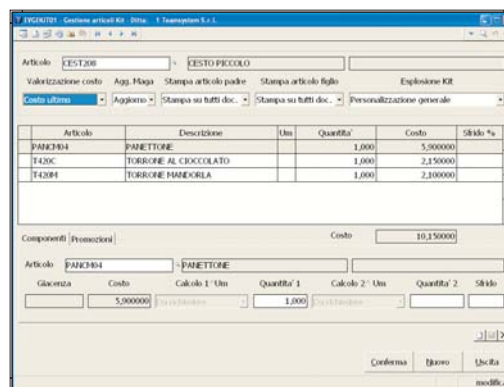 EVGEKIT01 - Gestione articoli Kit - Ditta: 1 Teamsystem S.r.l.
Articolo CEST208 CESTO PICCOLO
Valorizzazione costo Agg. Maga Stampa articolo padre Stampa articolo figlio Esplosione Kit
Costo ultimo Aggiorno Stampa su tutti doc. Stampa su tutti doc. Personalizzazione generale
Articolo Descrizione Um Quantita' Costo Sfrido %
PANCM04 PANETTONE 1,000 5,900000
T420C TORRONE AL CIOCCOLATO 1,000 2,150000
T420M TORRONE MANDORLA 1,000 2,100000
Componenti Promozioni Costo 10,150000
Articolo PANCM04 PANETTONE
Giacenza Costo Calcolo 1^ Um Quantita' 1 Calcolo 2^ Um Quantita' 2 Sfrido
5,900000 1,000
Conferma Nuovo Uscita
modific